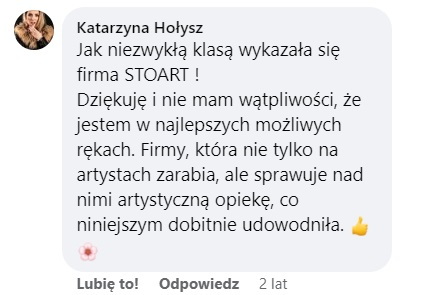 Katarzyna Hołysz
Jak niezwykłą klasą wykazała się
firma STOART !
Dziękuję i nie mam wątpliwości, że
jestem w najlepszych możliwych
rękach. Firmy, która nie tylko na
artystach zarabia, ale sprawuje nad
nimi artystyczną opiekę, co
niniejszym dobitnie udowodniła. 👍
🌸
Lubię to! Odpowiedz 2 lat